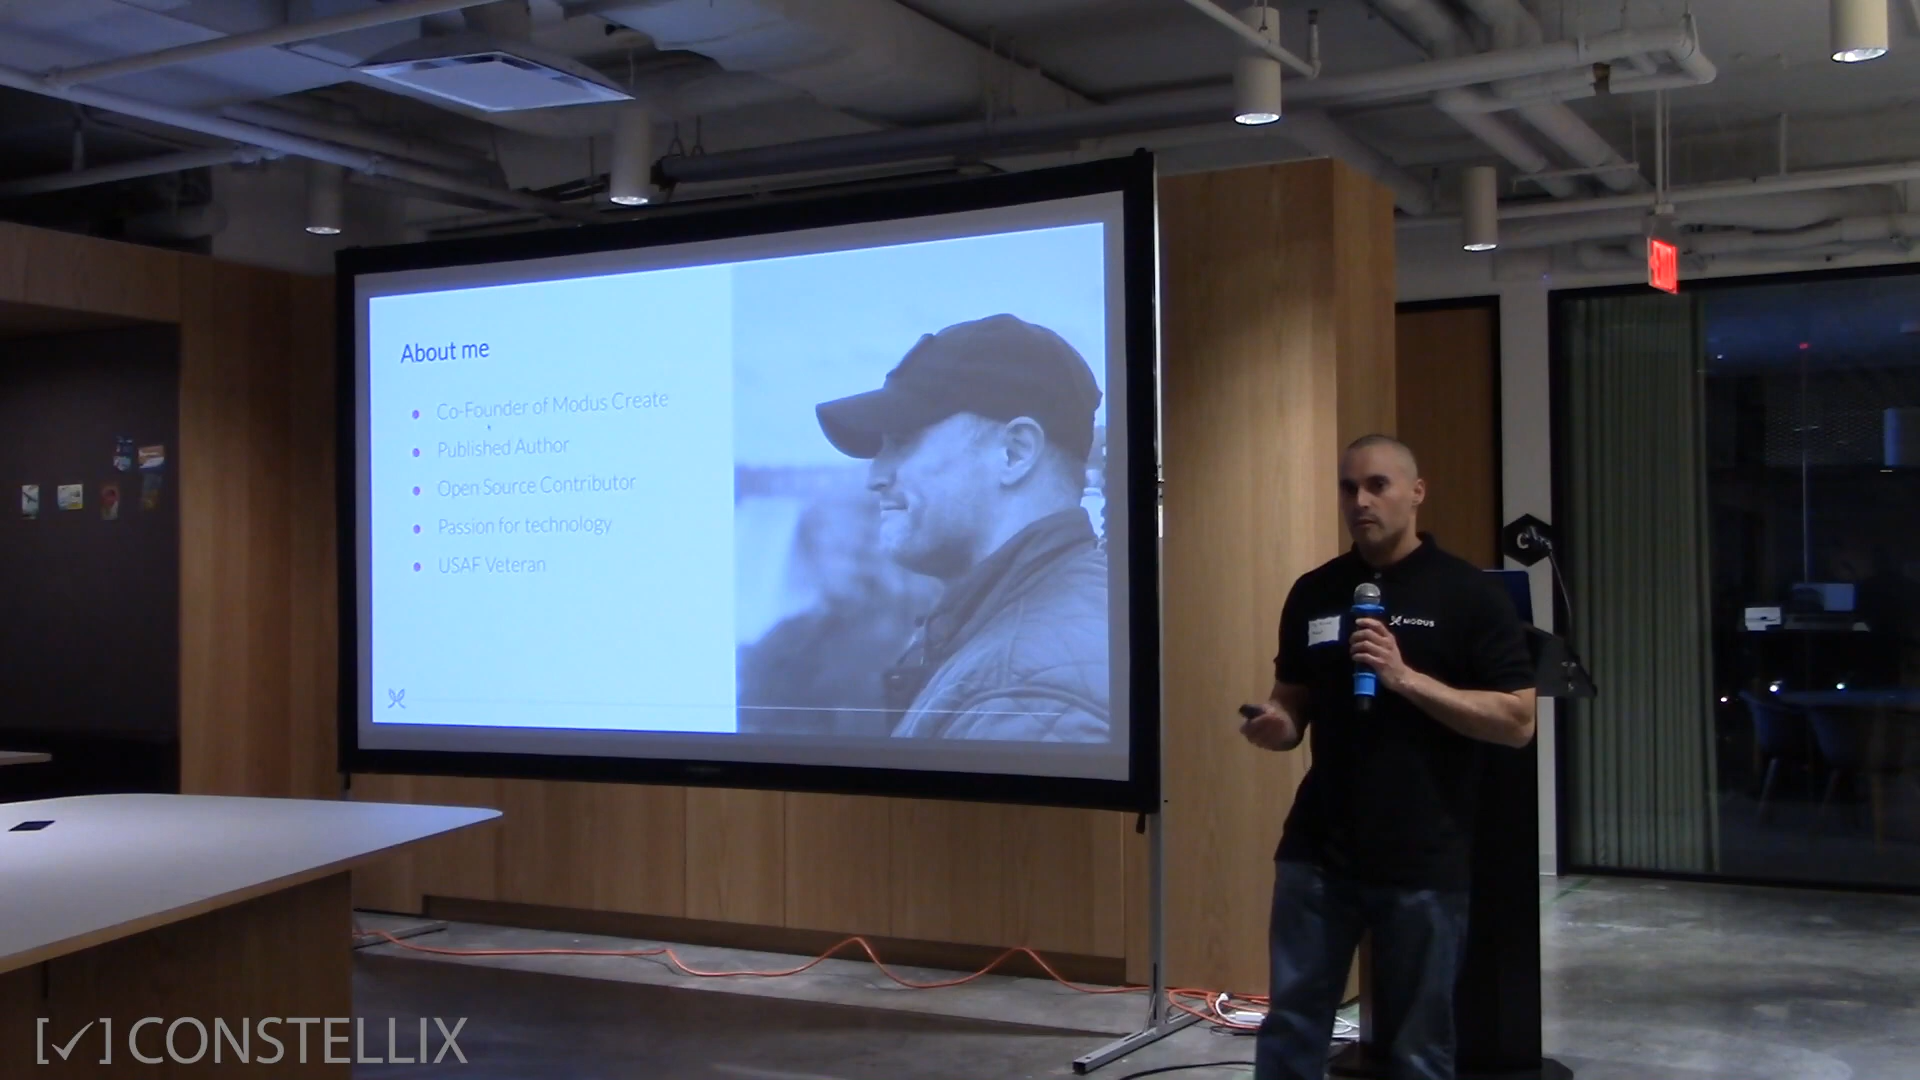 About me
Co-Founder of Modus Create
Published Author
Open Source Contributor
Passion for technology
USAF Veteran
MODUS
[✓] CONSTELLIX